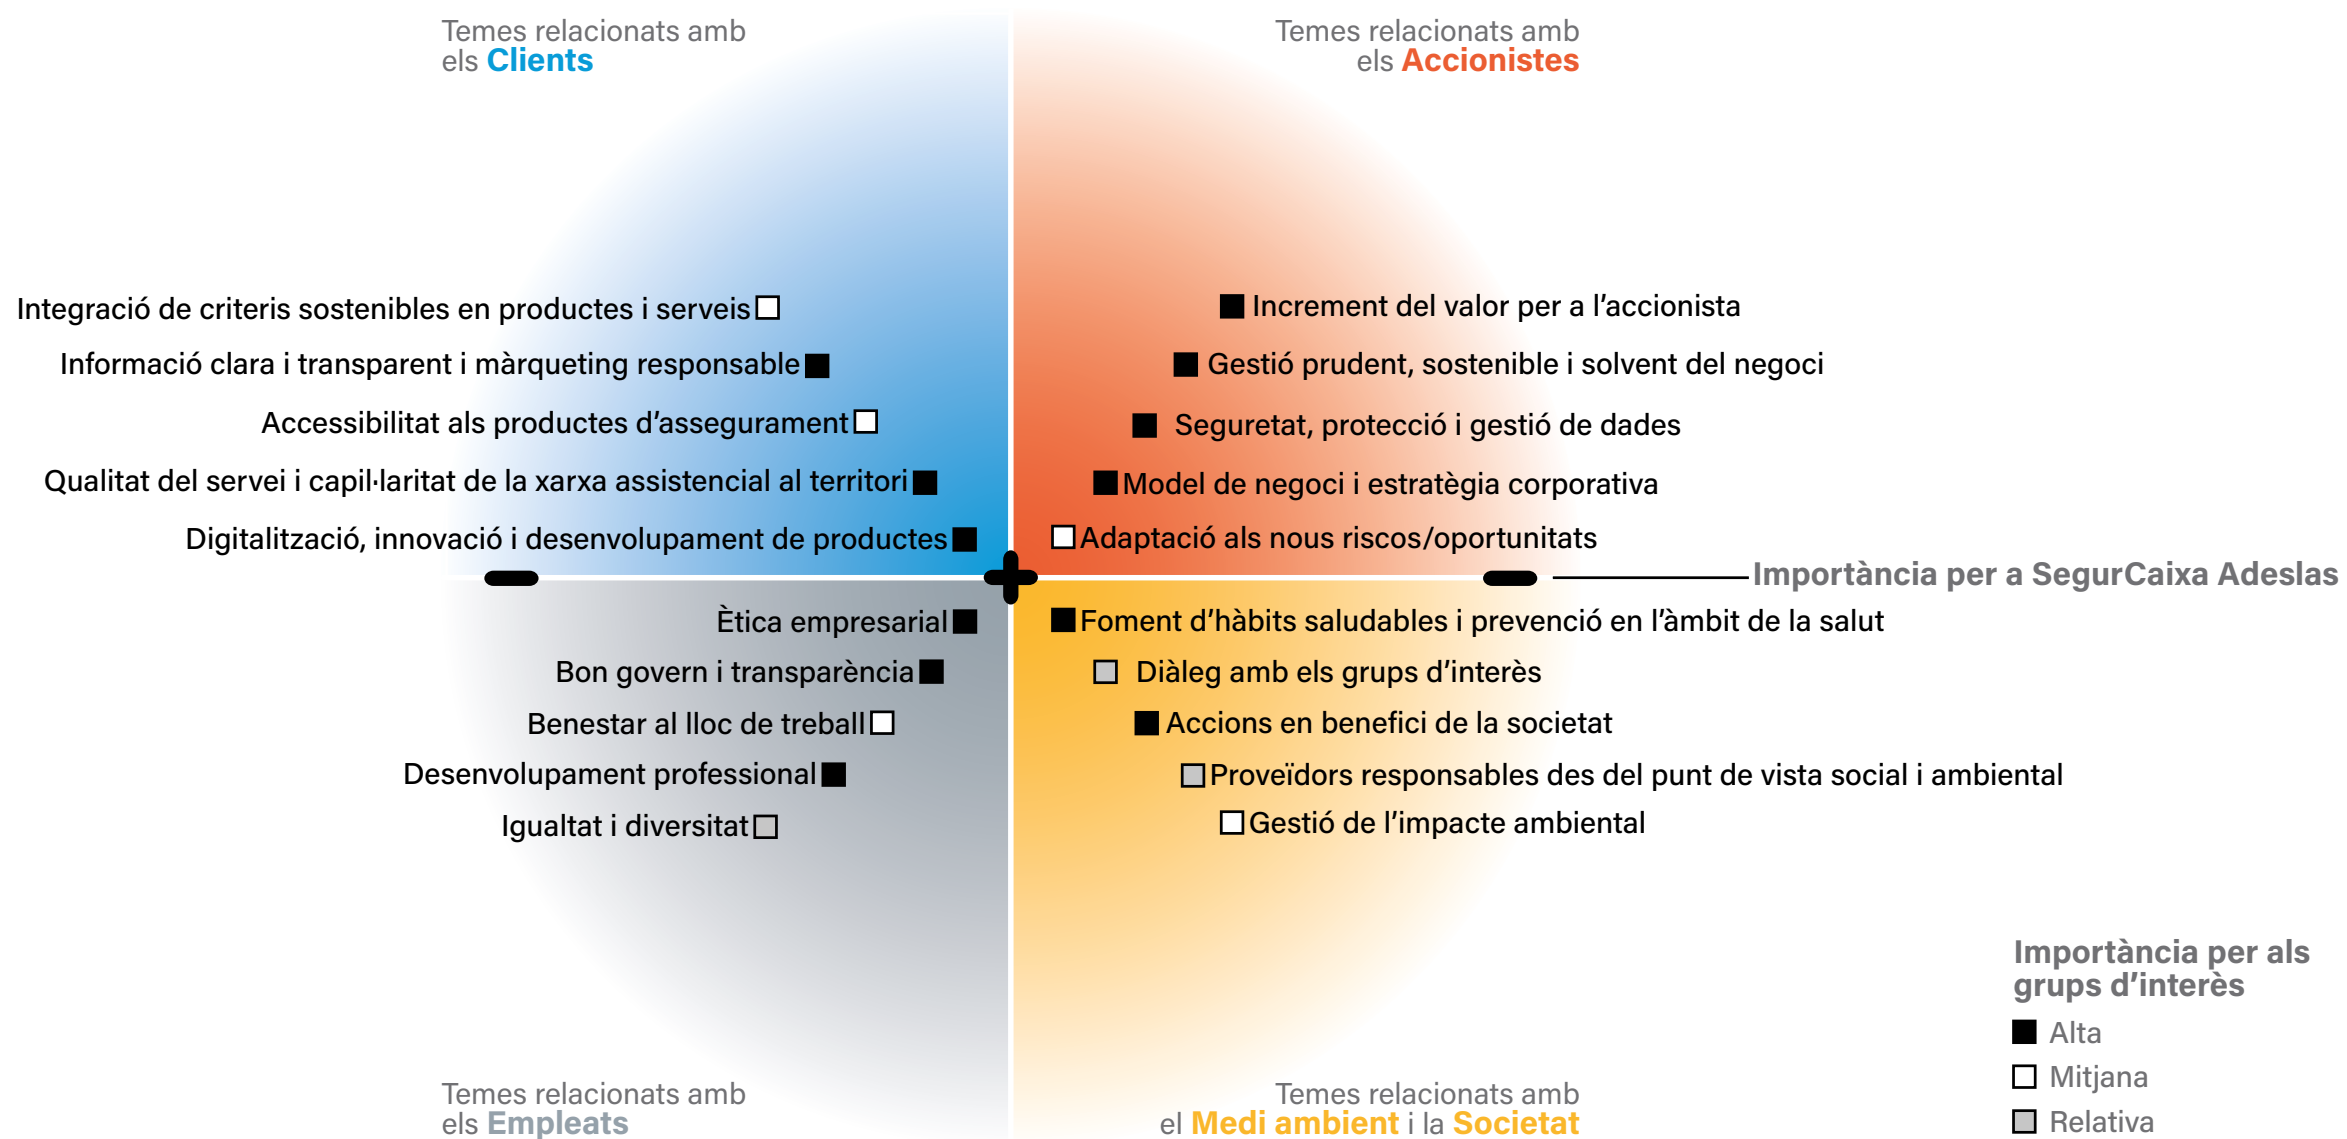 Temes relacionats amb
els Clients
Temes relacionats amb
els Accionistes
Integració de criteris sostenibles en productes i serveis
Informació clara i transparent i màrqueting responsable
Accessibilitat als productes d’assegurament
Qualitat del servei i capil·laritat de la xarxa assistencial al territori
Digitalització, innovació i desenvolupament de productes
Increment del valor per a l’accionista
Gestió prudent, sostenible i solvent del negoci
Seguretat, protecció i gestió de dades
Model de negoci i estratègia corporativa
Adaptació als nous riscos/oportunitats
Importància per a SegurCaixa Adeslas
Ètica empresarial
Bon govern i transparència
Benestar al lloc de treball
Desenvolupament professional
Igualtat i diversitat
Foment d’hàbits saludables i prevenció en l’àmbit de la salut
Diàleg amb els grups d’interès
Accions en benefici de la societat
Proveïdors responsables des del punt de vista social i ambiental
Gestió de l’impacte ambiental
Temes relacionats amb
els Empleats
Temes relacionats amb
el Medi ambient i la Societat
Importància per als
grups d’interès
Alta
Mitjana
Relativa